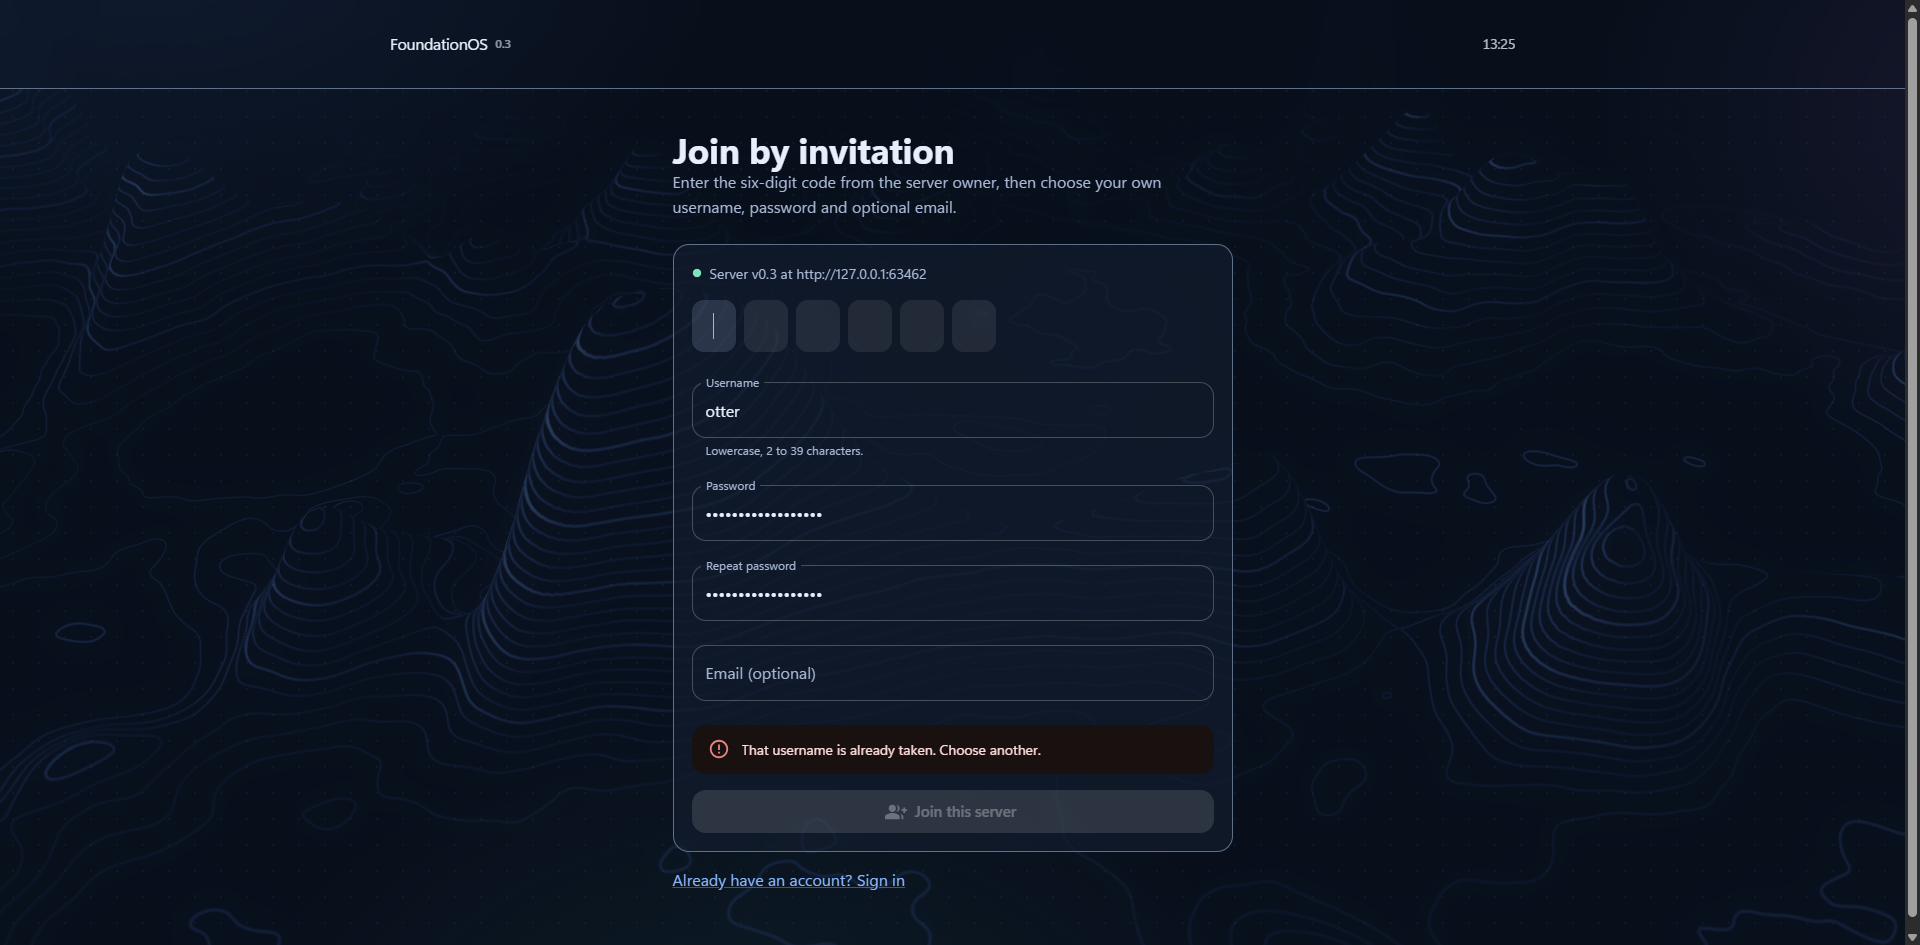 FoundationOS 0.3
13:25
Join by invitation
Enter the six-digit code from the server owner, then choose your own
username, password and optional email.
Server v0.3 at http://127.0.0.1:63462
Username
otter
Lowercase, 2 to 39 characters.
Password
••••••••••••••••••
Repeat password
••••••••••••••••••
Email (optional)
That username is already taken. Choose another.
Join this server
Already have an account? Sign in